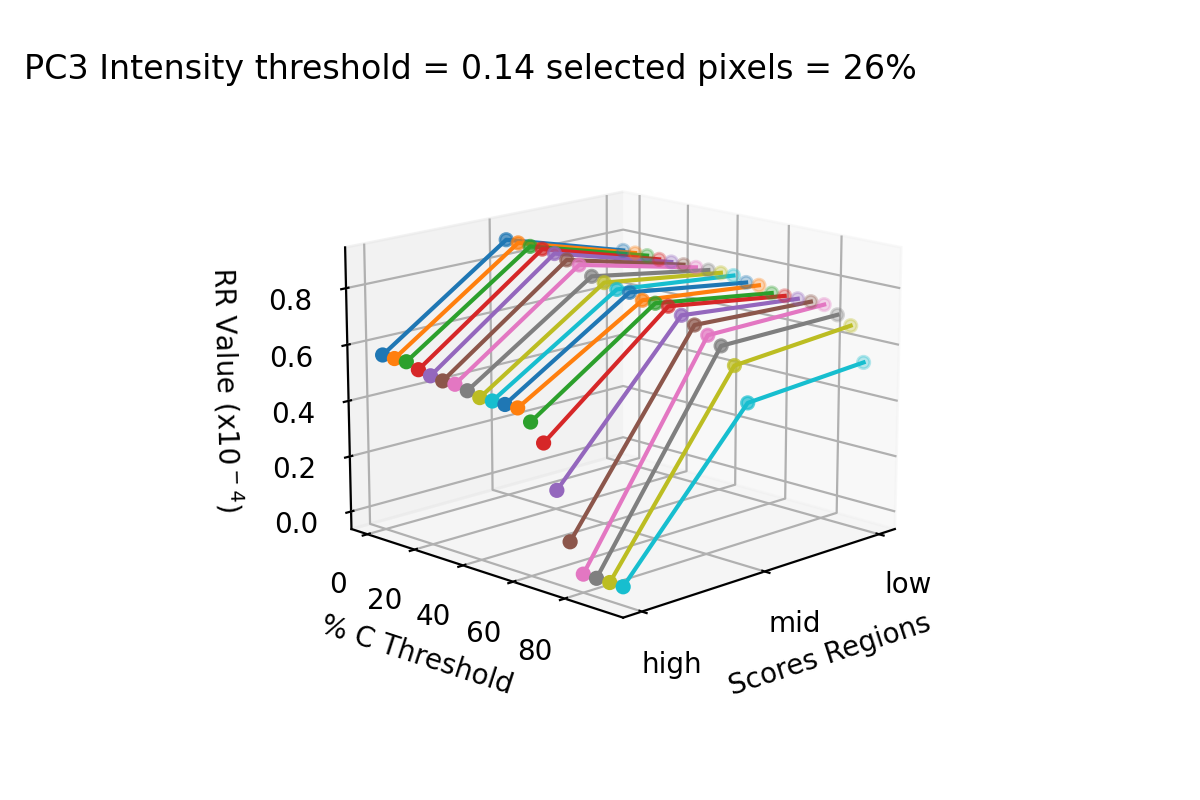 PC3 Intensity threshold = 0.14 selected pixels = 26%
RR Value (x10⁻⁴)
0.8
0.6
0.4
0.2
0.0
0
20
40
60
80
% C Threshold
high
mid
low
Scores Regions